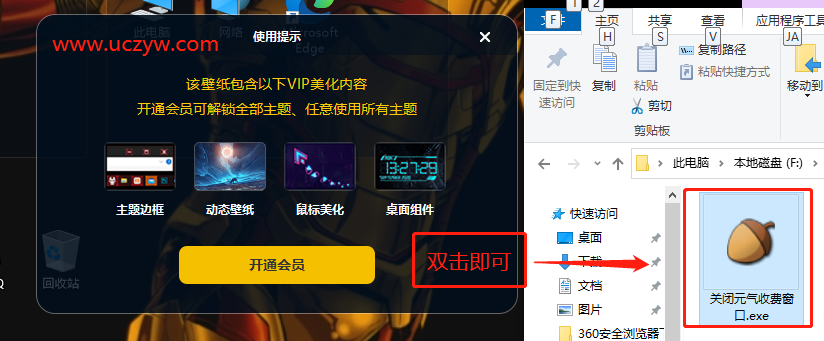 此电脑
网络
Microsoft
Edge
www.uczyw.com
使用提示
该壁纸包含以下VIP美化内容
开通会员可解锁全部主题、任意使用所有主题
13:27:29
主题边框
动态壁纸
鼠标美化
桌面组件
开通会员
回收站
Q
双击即可
1
2
文件
主页
共享
查看
应用程序工具
F
H
S
V
JA
固定到快
速访问
复制
粘贴
复制路径
粘贴快捷方式
剪切
移动到
剪贴板
此电脑
本地磁盘 (F:)
快速访问
桌面
下载
文档
图片
360安全浏览器下
关闭元气收费窗
口.exe